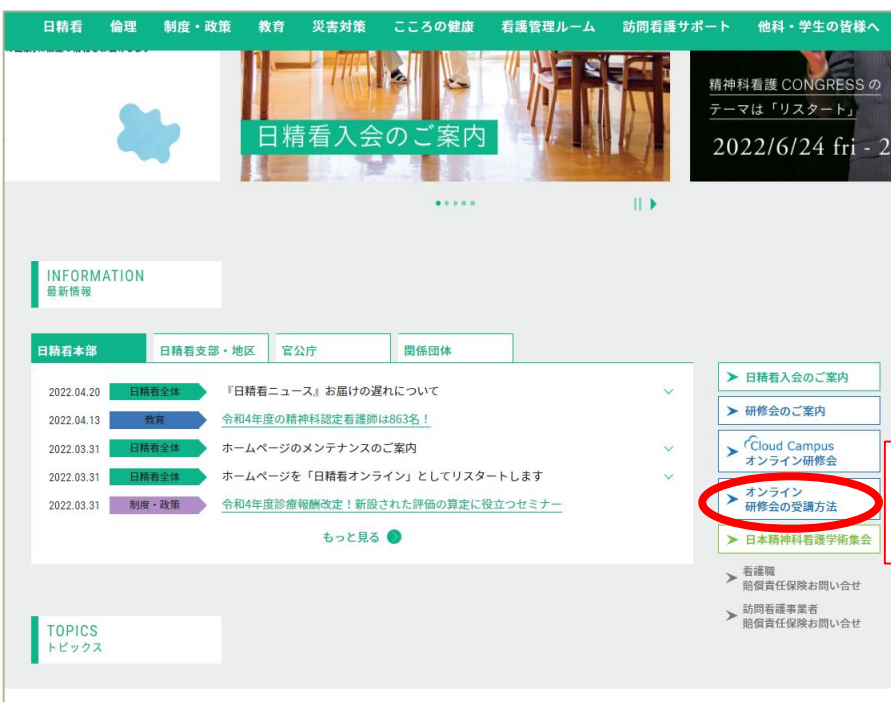 日精看 倫理 制度・政策 教育 災害対策 こころの健康 看護管理ルーム 訪問看護サポート 他科・学生の皆様へ
日精看入会のご案内
精神科看護 CONGRESS の
テーマは「リスタート」
2022/6/24 fri - 2
INFORMATION
最新情報
日精看本部 日精看支部・地区 官公庁 関係団体
2022.04.20 日精看全体 『日精看ニュース』お届けの遅れについて
2022.04.13 教育 令和4年度の精神科認定看護師は863名!
2022.03.31 日精看全体 ホームページのメンテナンスのご案内
2022.03.31 日精看全体 ホームページを「日精看オンライン」としてリスタートします
2022.03.31 制度・政策 令和4年度診療報酬改定!新設された評価の算定に役立つセミナー
もっと見る
日精看入会のご案内
研修会のご案内
Cloud Campus
オンライン研修会
オンライン
研修会の受講方法
日本精神科看護学術集会
看護職
賠償責任保険お問い合せ
訪問看護事業者
賠償責任保険お問い合せ
TOPICS
トピックス